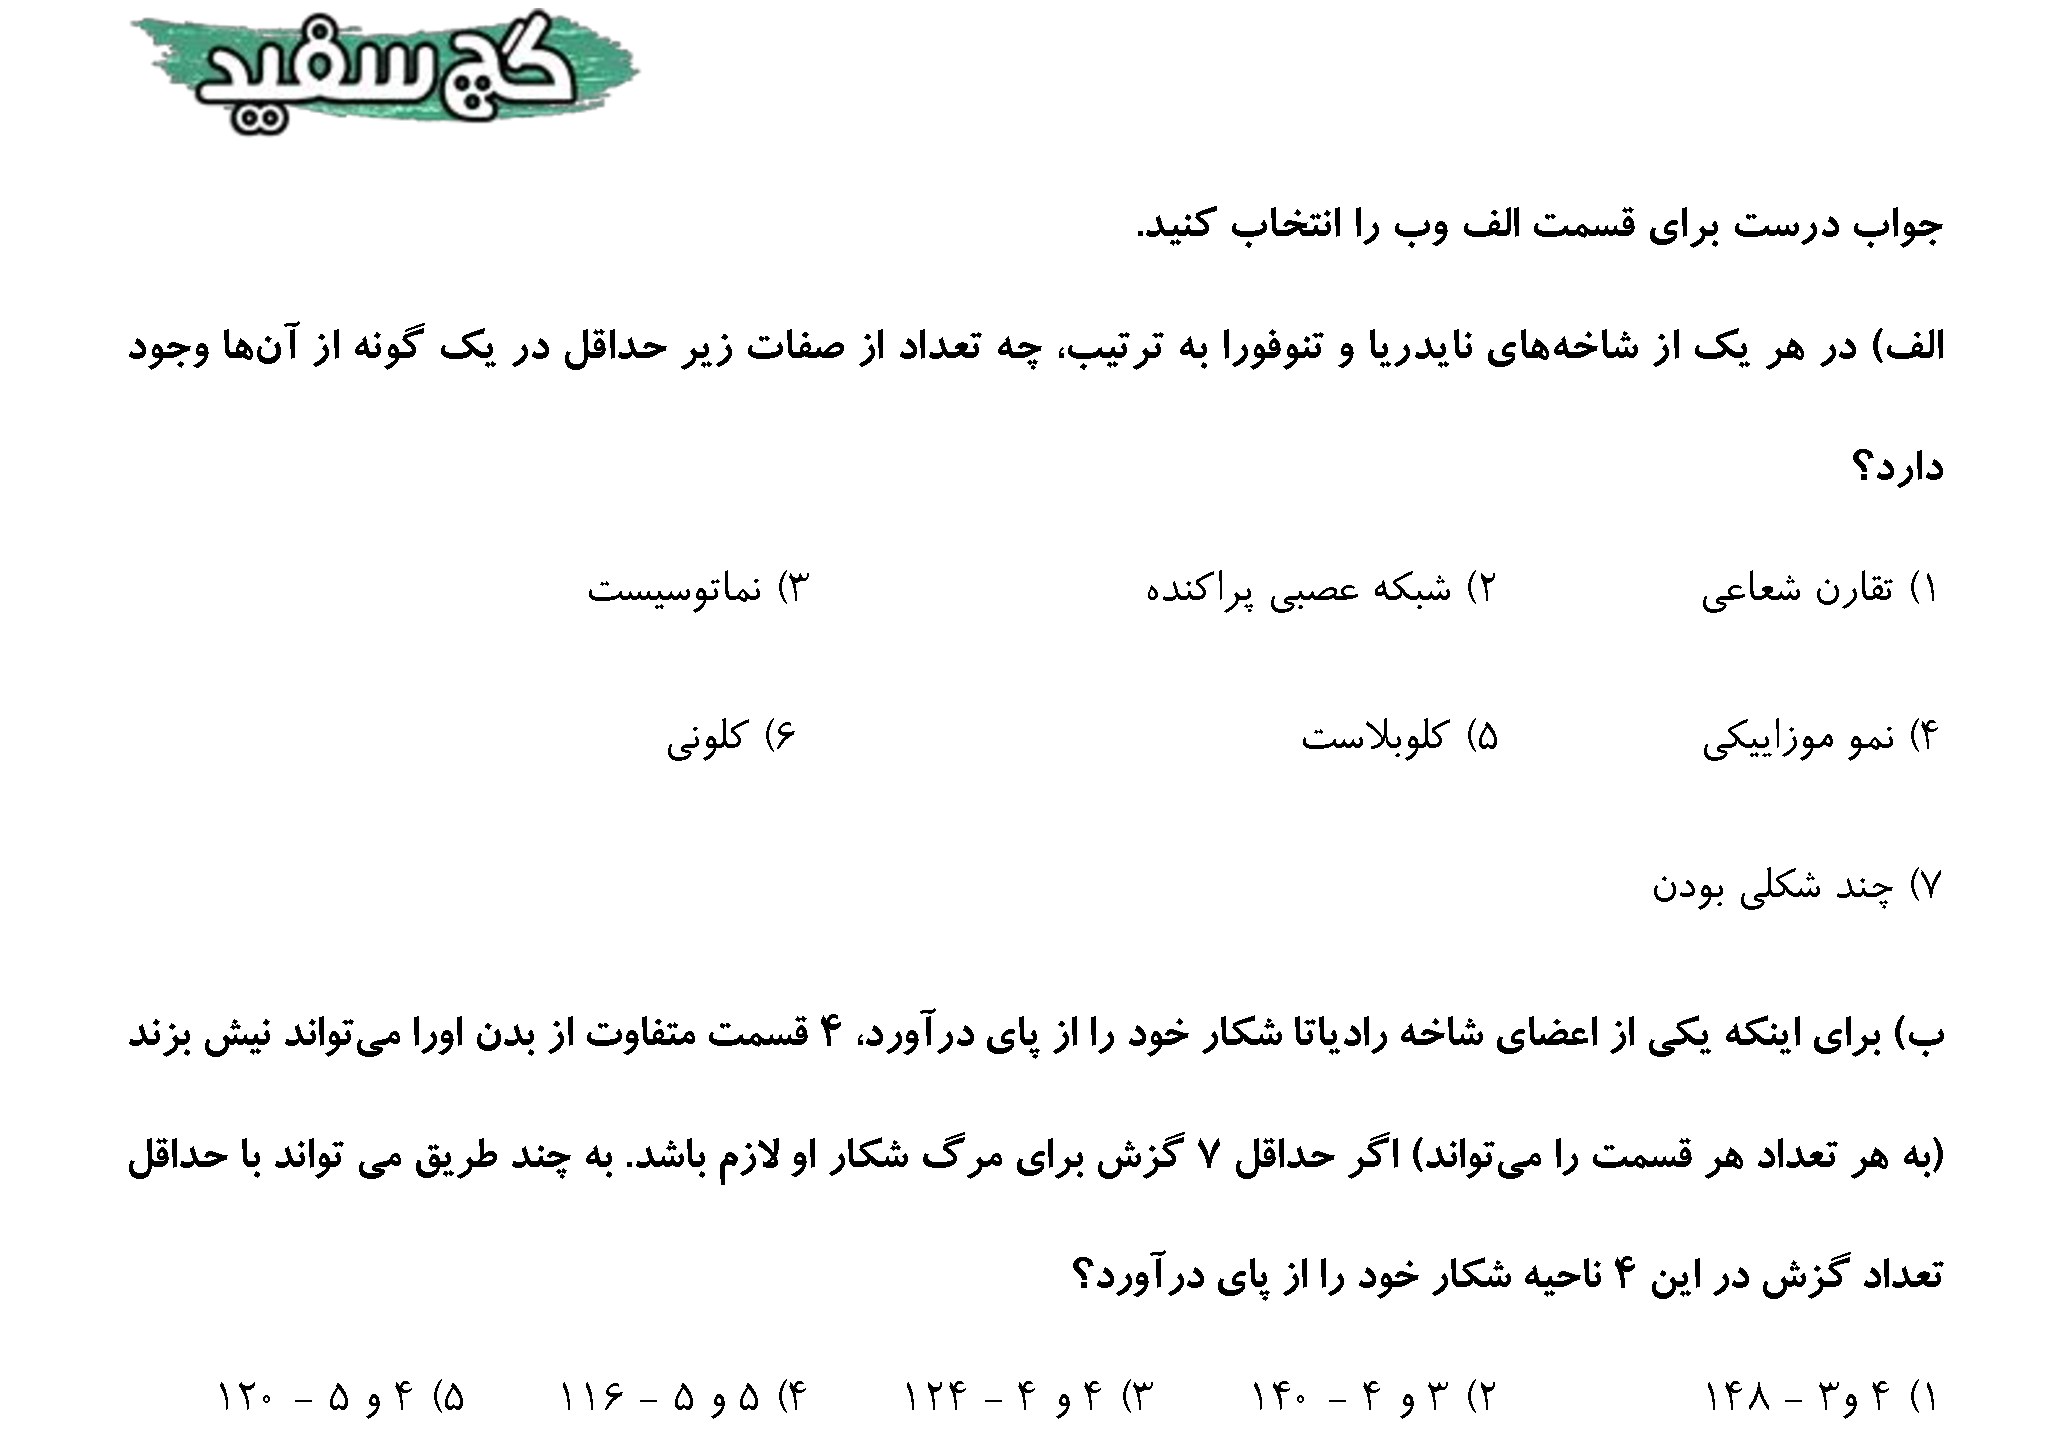 گچ سفید
جواب درست برای قسمت الف وب را انتخاب کنید.
الف) در هر یک از شاخه‌های نایدریا و تنوفورا به ترتیب، چه تعداد از صفات زیر حداقل در یک گونه از آن‌ها وجود
دارد؟
۱) تقارن شعاعی ۲) شبکه عصبی پراکنده ۳) نماتوسیست
۴) نمو موزاییکی ۵) کلوبلاست ۶) کلونی
۷) چند شکلی بودن
ب) برای اینکه یکی از اعضای شاخه رادیاتا شکار خود را از پای درآورد، ۴ قسمت متفاوت از بدن اورا می‌تواند نیش بزند
(به هر تعداد هر قسمت را می‌تواند) اگر حداقل ۷ گزش برای مرگ شکار او لازم باشد. به چند طریق می تواند با حداقل
تعداد گزش در این ۴ ناحیه شکار خود را از پای درآورد؟
۱) ۴ و۳ – ۱۴۸ ۲) ۳ و ۴ – ۱۴۰ ۳) ۴ و ۴ – ۱۲۴ ۴) ۵ و ۵ – ۱۱۶ ۵) ۴ و ۵ – ۱۲۰